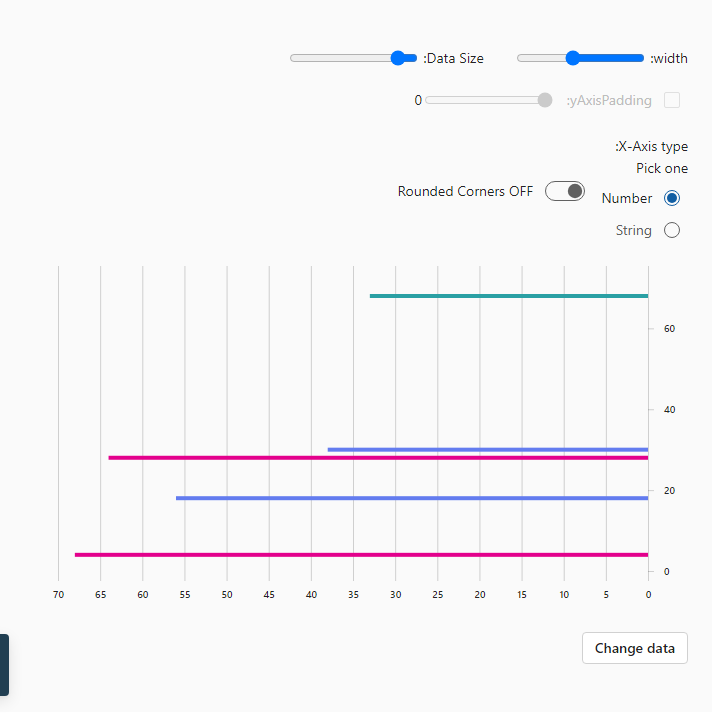 :width
:Data Size
:yAxisPadding
0
:X-Axis type
Pick one
Number
String
Rounded Corners OFF
60
40
20
0
70 65 60 55 50 45 40 35 30 25 20 15 10 5 0
Change data